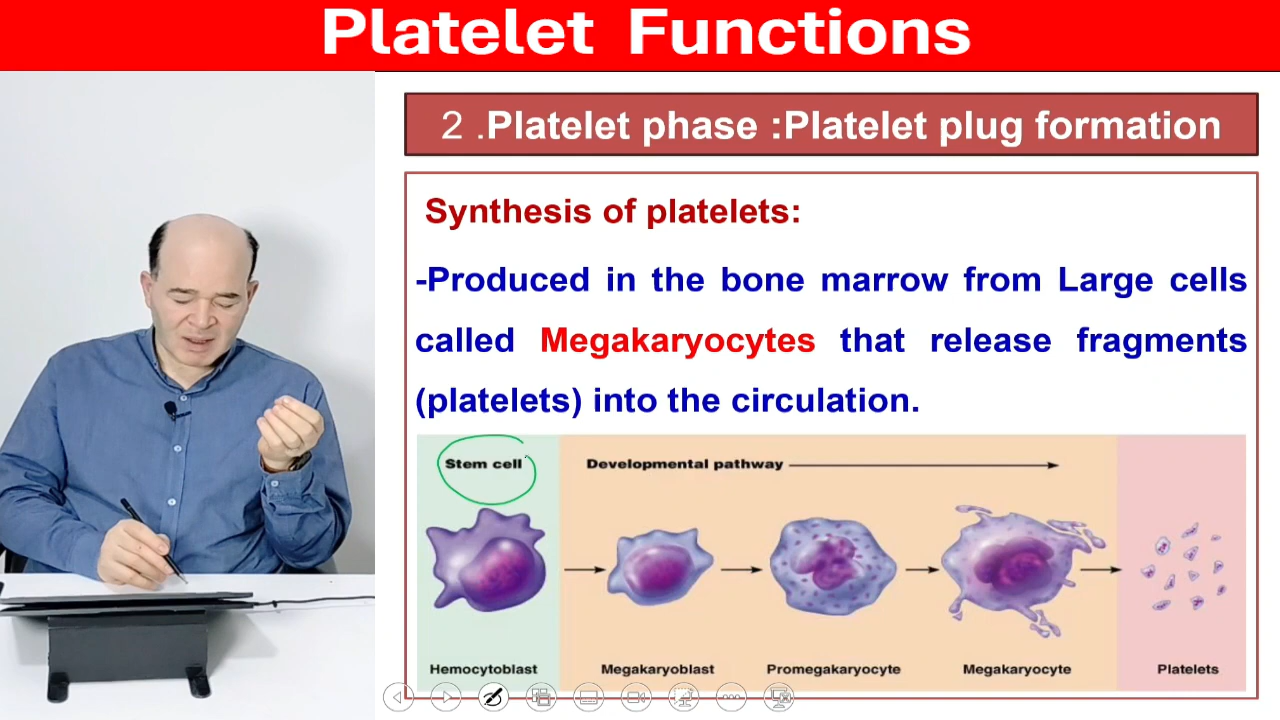 Platelet Functions
2 .Platelet phase :Platelet plug formation
Synthesis of platelets:
-Produced in the bone marrow from Large cells
called Megakaryocytes that release fragments
(platelets) into the circulation.
Stem cell
Developmental pathway
Hemocytoblast
Megakaryoblast
Promegakaryocyte
Megakaryocyte
Platelets